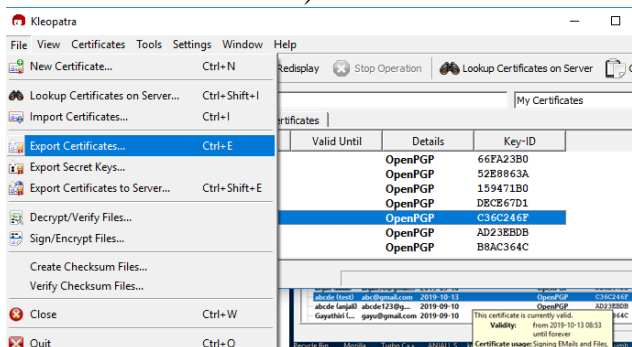 Kleopatra
File View Certificates Tools Settings Window Help
New Certificate... Ctrl+N
Redisplay Stop Operation Lookup Certificates on Server
Lookup Certificates on Server... Ctrl+Shift+I
My Certificates
Import Certificates... Ctrl+I
Export Certificates... Ctrl+E
Valid Until Details Key-ID
Export Secret Keys...
OpenPGP 66FA23B0
OpenPGP 52E8863A
Export Certificates to Server... Ctrl+Shift+E
OpenPGP 159471B0
Decrypt/Verify Files...
OpenPGP DECE67D1
OpenPGP C36C246F
Sign/Encrypt Files...
OpenPGP AD23EBDB
OpenPGP B8AC364C
Create Checksum Files...
Verify Checksum Files...
abcde (test) abc@gmail.com 2019-10-13 OpenPGP C36C246F
abcde (anjali) abcde123@g... 2019-09-10 OpenPGP AD23EBDB
Gayathiri (... gayu@gmail.com 2019-09-10
Close Ctrl+W
This certificate is currently valid.
Validity: from 2019-10-13 08:53
until forever
Certificate usage: Signing EMails and Files,
Quit Ctrl+Q